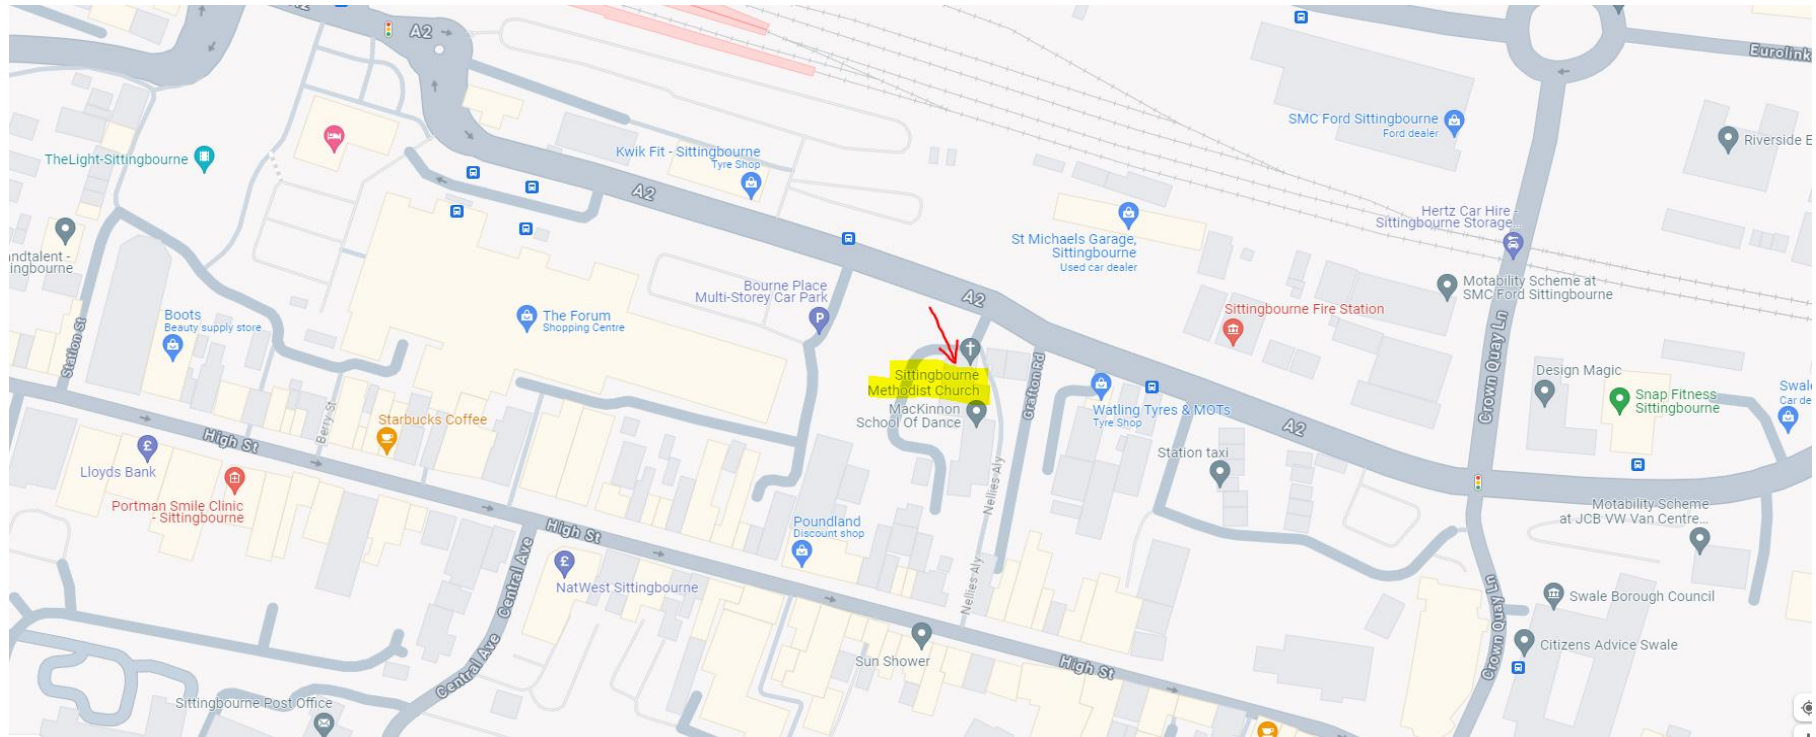 A2
Eurolink
SMC Ford Sittingbourne
Ford dealer
Riverside E
TheLight-Sittingbourne
Kwik Fit - Sittingbourne
Tyre Shop
A2
Hertz Car Hire -
Sittingbourne Storage...
andtalent -
ingbourne
St Michaels Garage,
Sittingbourne
Used car dealer
Motability Scheme at
SMC Ford Sittingbourne
Bourne Place
Multi-Storey Car Park
P
A2
Boots
Beauty supply store
The Forum
Shopping Centre
Sittingbourne Fire Station
Station St
Crown Quay Ln
Sittingbourne
Methodist Church
Grafton Rd
Design Magic
Snap Fitness
Sittingbourne
Swale
Car de
MacKinnon
School Of Dance
Watling Tyres & MOTs
Tyre Shop
A2
Berry St
Starbucks Coffee
High St
Station taxi
£
Lloyds Bank
Nellies Aly
Portman Smile Clinic
- Sittingbourne
Motability Scheme
at JCB VW Van Centre...
High St
Poundland
Discount shop
£
NatWest Sittingbourne
Central Ave
Nellies Aly
Swale Borough Council
Crown Quay Ln
Citizens Advice Swale
Central Ave
Sun Shower
High St
Sittingbourne Post Office